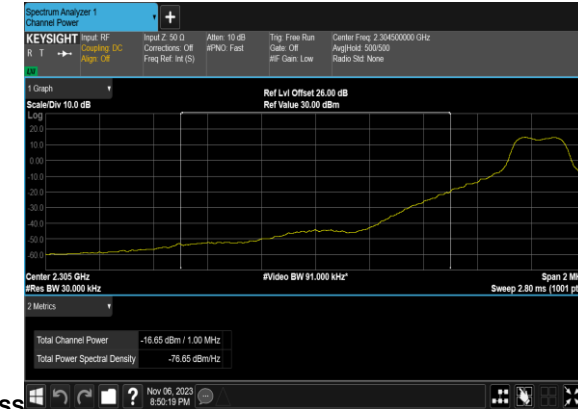 Spectrum Analyzer 1
Channel Power
+
KEYSIGHT
R T
LW
Input: RF
Coupling: DC
Align: Off
Input Z: 50 Ω
Corrections: Off
Freq Ref: Int (S)
Atten: 10 dB
#PNO: Fast
Trig: Free Run
Gate: Off
#IF Gain: Low
Center Freq: 2.304500000 GHz
Avg|Hold: 500/500
Radio Std: None
1 Graph
Scale/Div 10.0 dB
Ref Lvl Offset 26.00 dB
Ref Value 30.00 dBm
Log
20.0
10.0
0.00
-10.0
-20.0
-30.0
-40.0
-50.0
-60.0
Center 2.305 GHz
#Res BW 30.000 kHz
#Video BW 91.000 kHz*
Span 2 M
Sweep 2.80 ms (1001 pt
2 Metrics
Total Channel Power
-16.65 dBm / 1.00 MHz
Total Power Spectral Density
-76.65 dBm/Hz
ss
?
Nov 06, 2023
8:50:19 PM